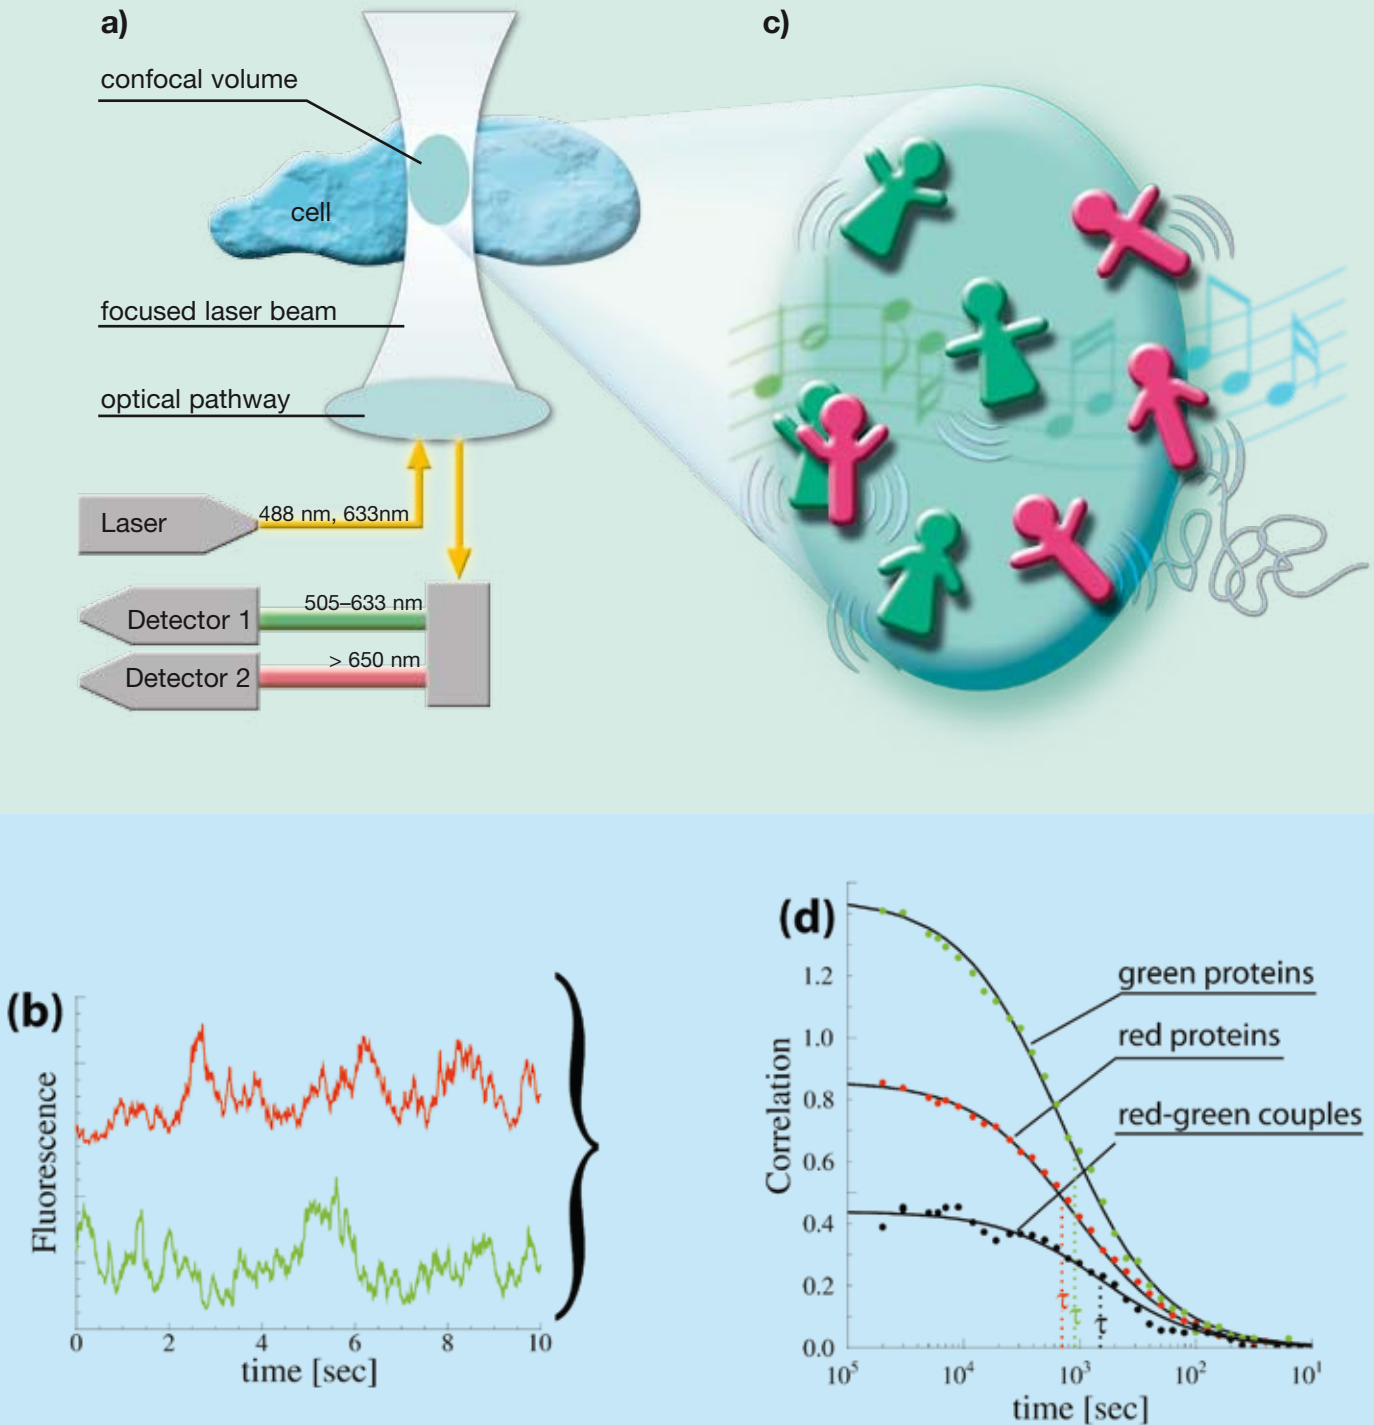 a)
confocal volume
cell
focused laser beam
optical pathway
Laser
488 nm, 633nm
Detector 1
505–633 nm
Detector 2
> 650 nm
c)
(b)
Fluorescence
0
2
4
6
8
10
time [sec]
(d)
Correlation
1.2
1.0
0.8
0.6
0.4
0.2
0.0
green proteins
red proteins
red-green couples
τ
τ
τ
10⁵
10⁴
10³
10²
10¹
time [sec]